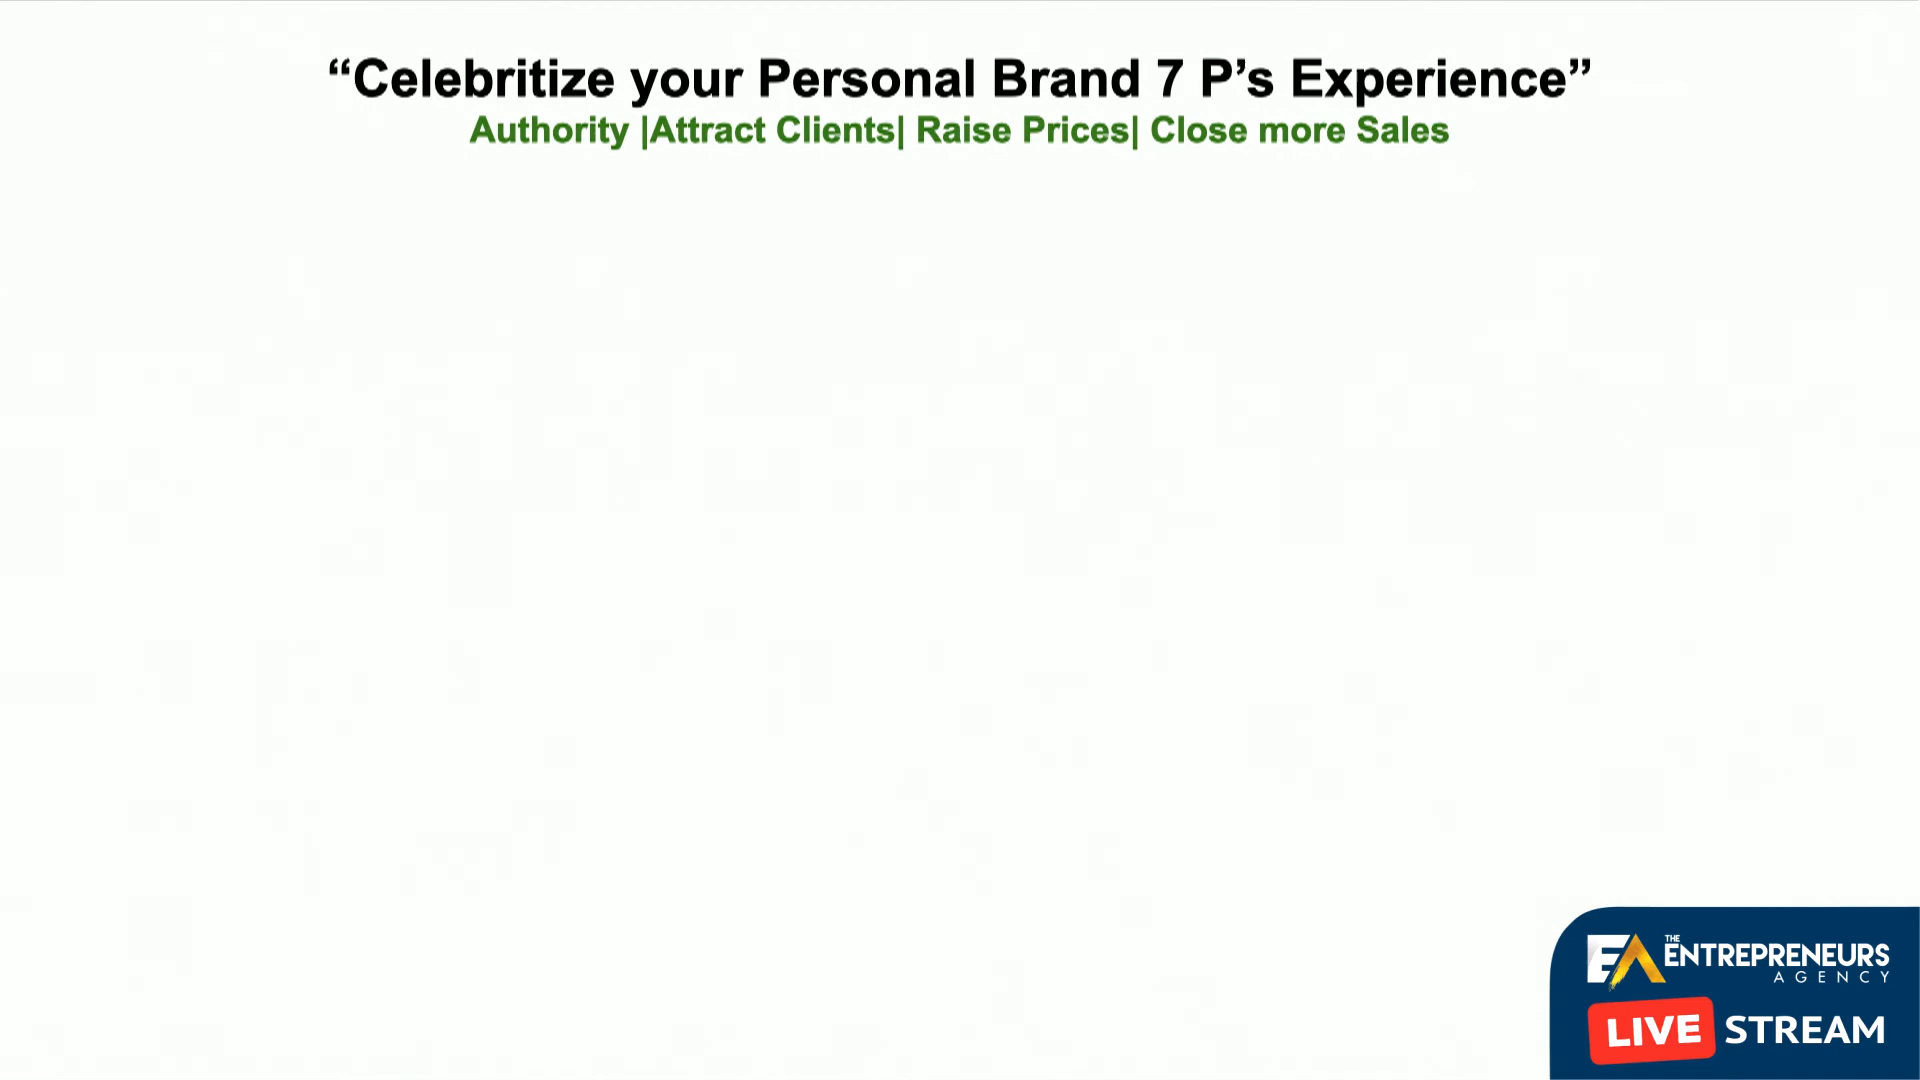 “Celebritize your Personal Brand 7 P’s Experience”
Authority |Attract Clients| Raise Prices| Close more Sales
EA THE ENTREPRENEURS
AGENCY
LIVE STREAM